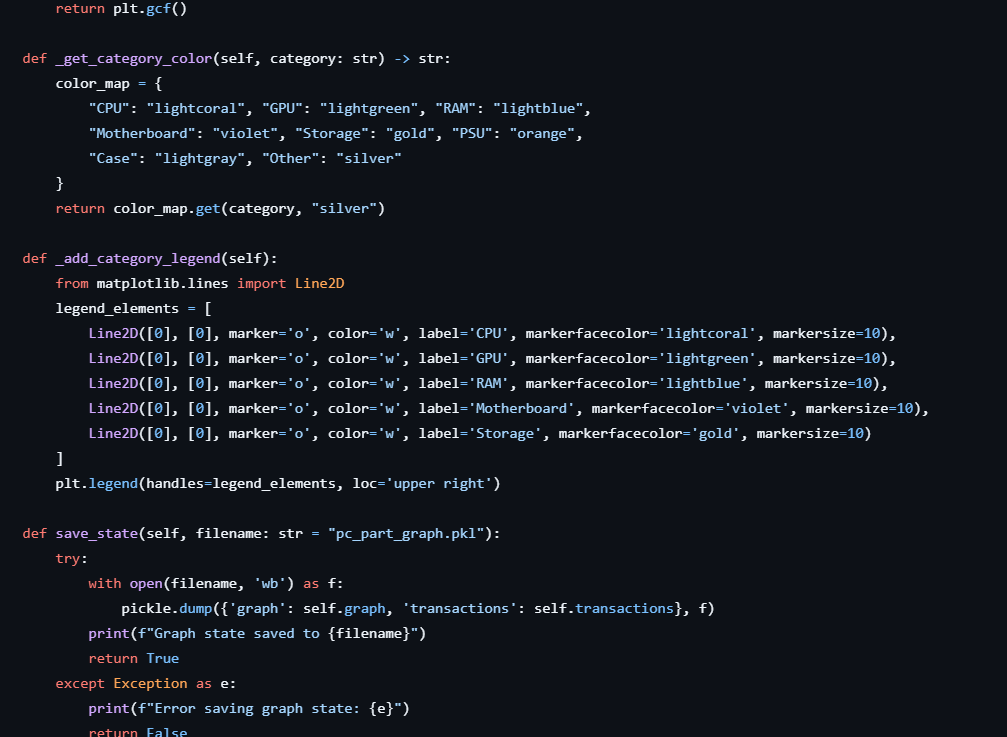 return plt.gcf()

def _get_category_color(self, category: str) -> str:
    color_map = {
        "CPU": "lightcoral", "GPU": "lightgreen", "RAM": "lightblue",
        "Motherboard": "violet", "Storage": "gold", "PSU": "orange",
        "Case": "lightgray", "Other": "silver"
    }
    return color_map.get(category, "silver")

def _add_category_legend(self):
    from matplotlib.lines import Line2D
    legend_elements = [
        Line2D([0], [0], marker='o', color='w', label='CPU', markerfacecolor='lightcoral', markersize=10),
        Line2D([0], [0], marker='o', color='w', label='GPU', markerfacecolor='lightgreen', markersize=10),
        Line2D([0], [0], marker='o', color='w', label='RAM', markerfacecolor='lightblue', markersize=10),
        Line2D([0], [0], marker='o', color='w', label='Motherboard', markerfacecolor='violet', markersize=10),
        Line2D([0], [0], marker='o', color='w', label='Storage', markerfacecolor='gold', markersize=10)
    ]
    plt.legend(handles=legend_elements, loc='upper right')

def save_state(self, filename: str = "pc_part_graph.pkl"):
    try:
        with open(filename, 'wb') as f:
            pickle.dump({'graph': self.graph, 'transactions': self.transactions}, f)
        print(f"Graph state saved to {filename}")
        return True
    except Exception as e:
        print(f"Error saving graph state: {e}")
        return False